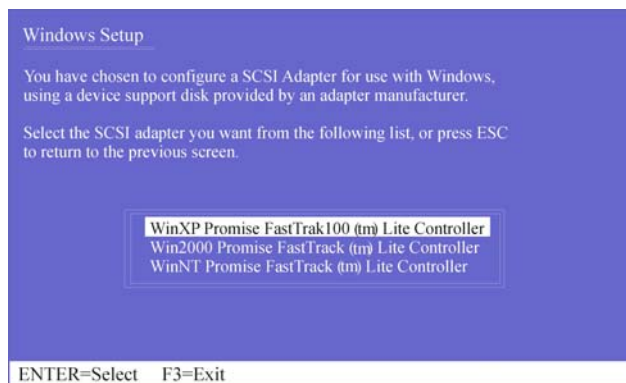 Windows Setup
You have chosen to configure a SCSI Adapter for use with Windows,
using a device support disk provided by an adapter manufacturer.
Select the SCSI adapter you want from the following list, or press ESC
to return to the previous screen.
WinXP Promise FastTrak100 (tm) Lite Controller
Win2000 Promise FastTrack (tm) Lite Controller
WinNT Promise FastTrack (tm) Lite Controller
ENTER=Select F3=Exit